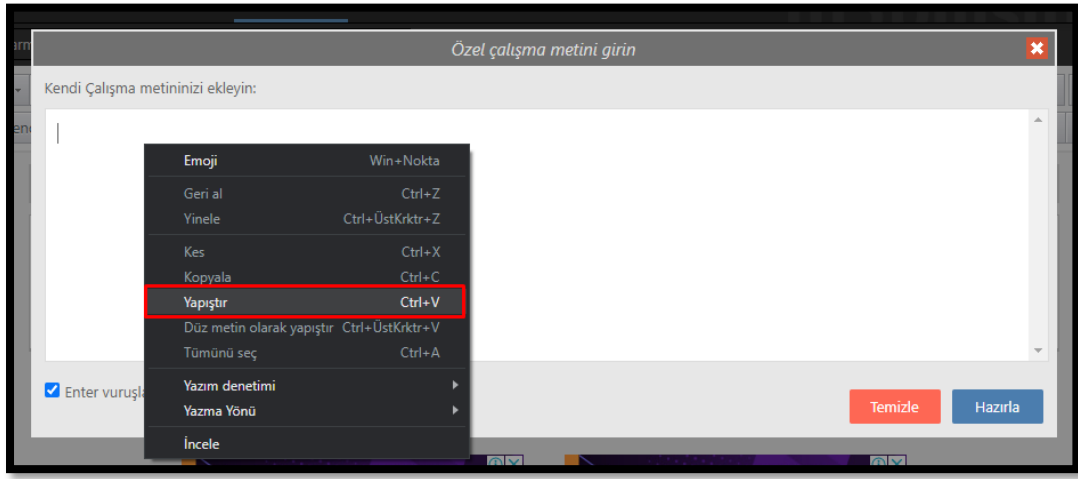 Özel çalışma metini girin
Kendi Çalışma metininizi ekleyin:
Emoji Win+Nokta
Geri al Ctrl+Z
Yinele Ctrl+ÜstKrktr+Z
Kes Ctrl+X
Kopyala Ctrl+C
Yapıştır Ctrl+V
Düz metin olarak yapıştır Ctrl+ÜstKrktr+V
Tümünü seç Ctrl+A
Yazım denetimi
Yazma Yönü
İncele
Enter
Temizle Hazırla